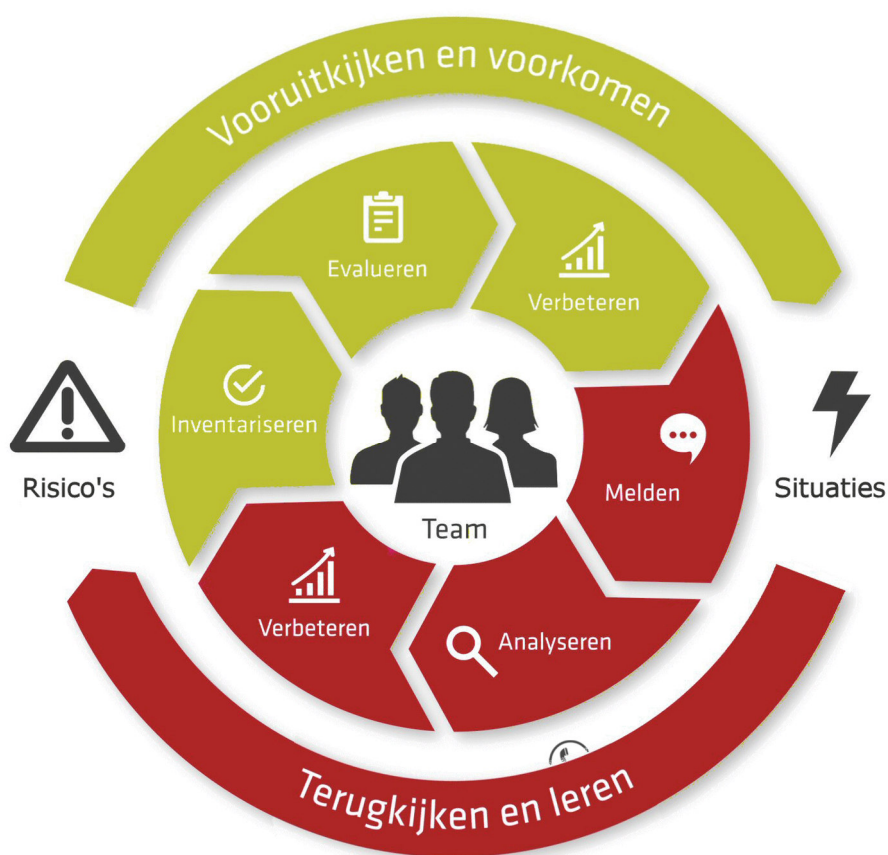 Vooruitkijken en voorkomen
Evalueren
Verbeteren
Inventariseren
Risico's
Team
Melden
Situaties
Verbeteren
Analyseren
Terugkijken en leren